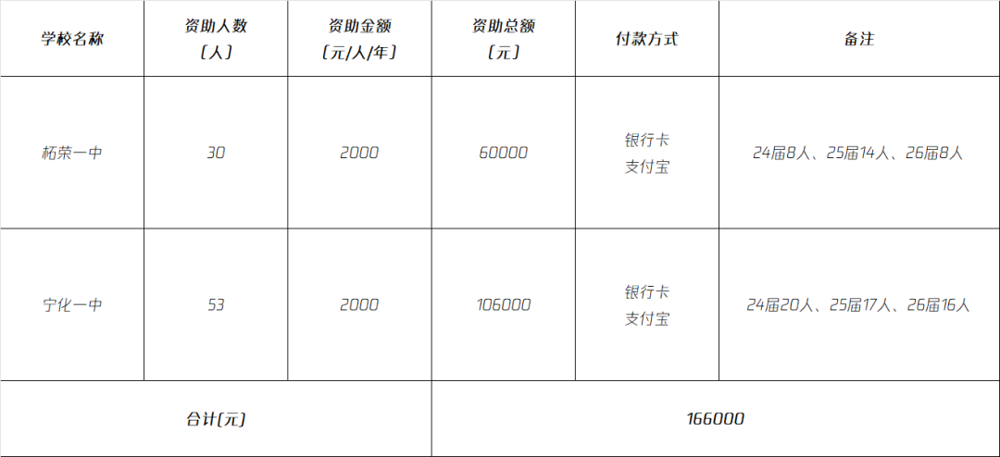 学校名称
资助人数
（人）
资助金额
（元/人/年）
资助总额
（元）
付款方式
备注
柘荣一中
30
2000
60000
银行卡
支付宝
24届8人、25届14人、26届8人
宁化一中
53
2000
106000
银行卡
支付宝
24届20人、25届17人、26届16人
合计(元)
166000